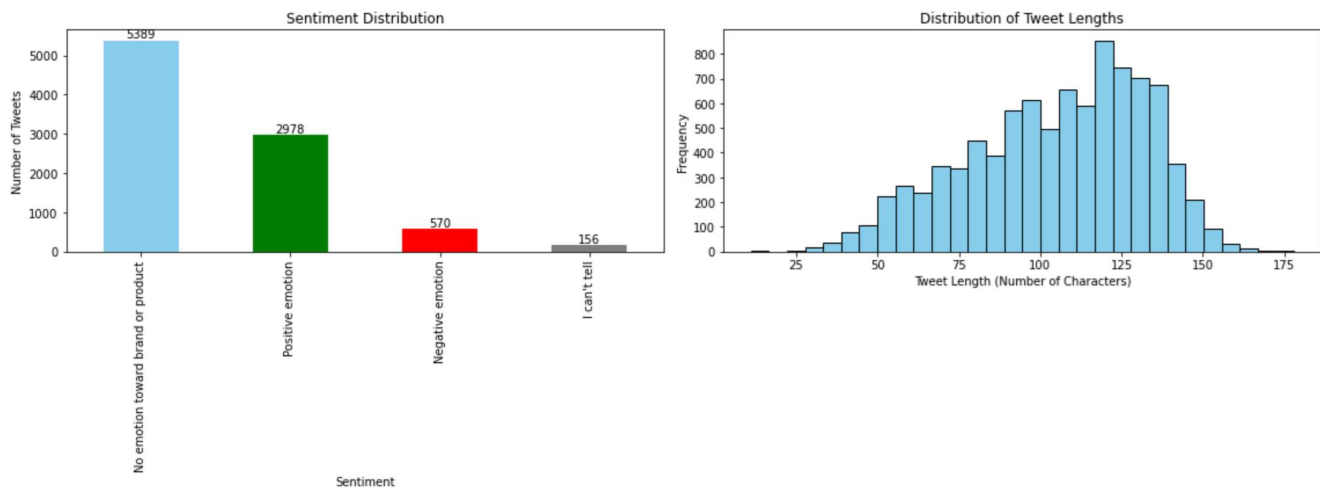 Sentiment Distribution
5389
2978
570
156
5000
4000
3000
2000
1000
0
Number of Tweets
No emotion toward brand or product
Positive emotion
Negative emotion
I can't tell
Sentiment
Distribution of Tweet Lengths
800
700
600
500
400
300
200
100
0
Frequency
25
50
75
100
125
150
175
Tweet Length (Number of Characters)